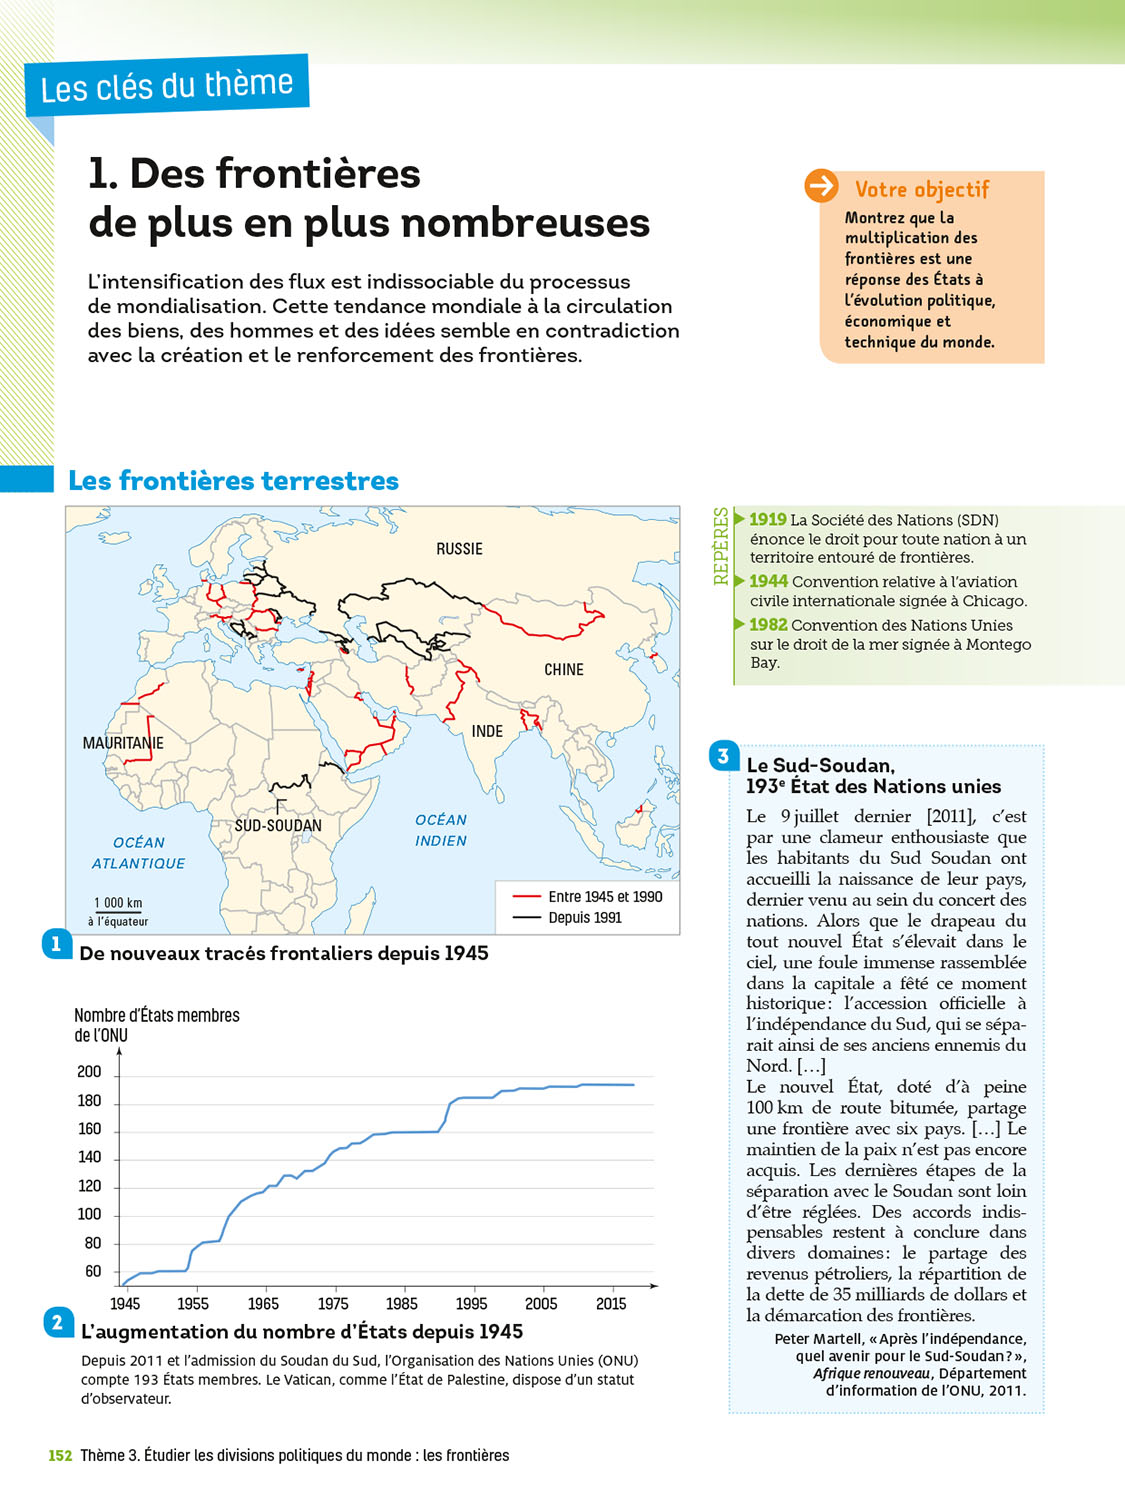 Les clés du thème
1. Des frontières
de plus en plus nombreuses
L'intensification des flux est indissociable du processus
de mondialisation. Cette tendance mondiale à la circulation
des biens, des hommes et des idées semble en contradiction
avec la création et le renforcement des frontières.
Votre objectif
Montrez que la
multiplication des
frontières est une
réponse des États à
l'évolution politique,
économique et
technique du monde.
Les frontières terrestres
RUSSIE
CHINE
INDE
MAURITANIE
SUD-SOUDAN
OCÉAN
ATLANTIQUE
OCÉAN
INDIEN
1 000 km
à l'équateur
Entre 1945 et 1990
Depuis 1991
1 De nouveaux tracés frontaliers depuis 1945
Nombre d'États membres
de l'ONU
200
180
160
140
120
100
80
60
1945 1955 1965 1975 1985 1995 2005 2015
2 L'augmentation du nombre d'États depuis 1945
Depuis 2011 et l'admission du Soudan du Sud, l'Organisation des Nations Unies (ONU)
compte 193 États membres. Le Vatican, comme l'État de Palestine, dispose d'un statut
d'observateur.
REPÈRES
1919 La Société des Nations (SDN)
énonce le droit pour toute nation à un
territoire entouré de frontières.
1944 Convention relative à l'aviation
civile internationale signée à Chicago.
1982 Convention des Nations Unies
sur le droit de la mer signée à Montego
Bay.
3 Le Sud-Soudan,
193e État des Nations unies
Le 9 juillet dernier [2011], c'est
par une clameur enthousiaste que
les habitants du Sud Soudan ont
accueilli la naissance de leur pays,
dernier venu au sein du concert des
nations. Alors que le drapeau du
tout nouvel État s'élevait dans le
ciel, une foule immense rassemblée
dans la capitale a fêté ce moment
historique : l'accession officielle à
l'indépendance du Sud, qui se sépa-
rait ainsi de ses anciens ennemis du
Nord. […]
Le nouvel État, doté d'à peine
100 km de route bitumée, partage
une frontière avec six pays. […] Le
maintien de la paix n'est pas encore
acquis. Les dernières étapes de la
séparation avec le Soudan sont loin
d'être réglées. Des accords indis-
pensables restent à conclure dans
divers domaines : le partage des
revenus pétroliers, la répartition de
la dette de 35 milliards de dollars et
la démarcation des frontières.
Peter Martell, « Après l'indépendance,
quel avenir pour le Sud-Soudan ? »,
Afrique renouveau, Département
d'information de l'ONU, 2011.
152 Thème 3. Étudier les divisions politiques du monde : les frontières